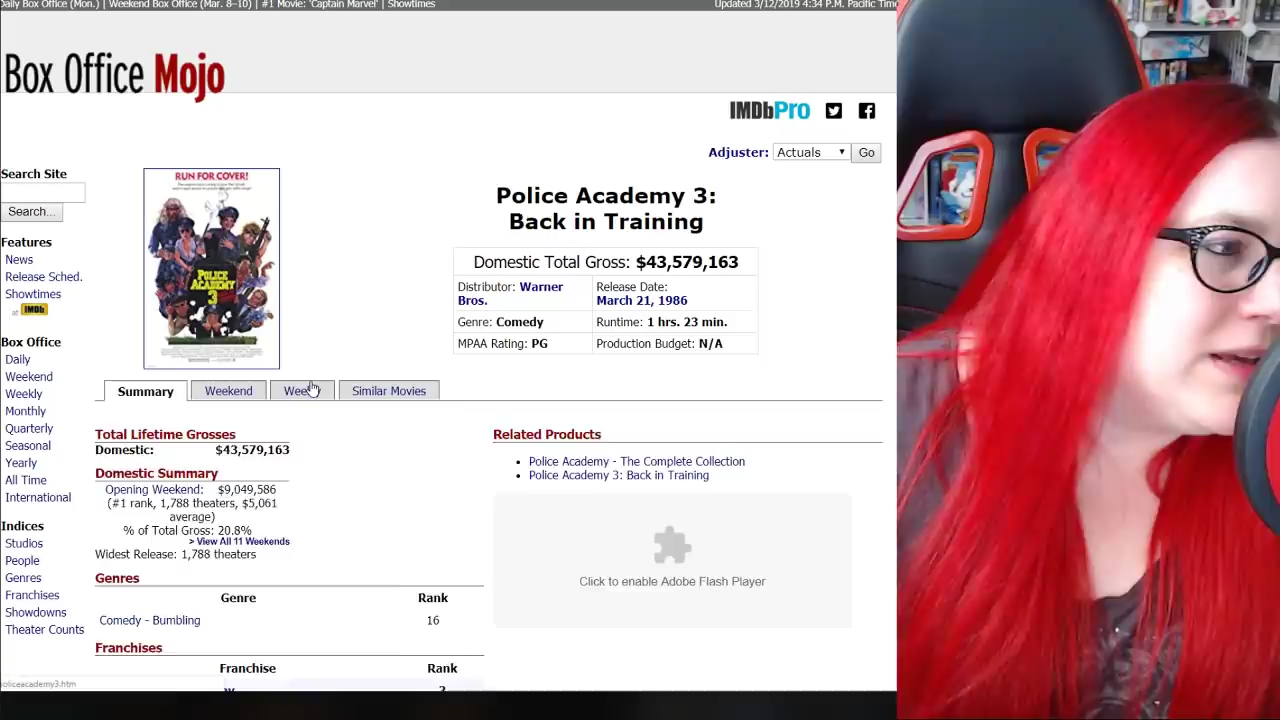 Daily Box Office (Mon.) | Weekend Box Office (Mar. 8–10) | #1 Movie: 'Captain Marvel' | Showtimes
Updated 3/12/2019 4:34 P.M. Pacific Time
Box Office Mojo
IMDbPro
Adjuster: Actuals Go
Search Site
Search...
Features
News
Release Sched.
Showtimes
at IMDb
Box Office
Daily
Weekend
Weekly
Monthly
Quarterly
Seasonal
Yearly
All Time
International
Indices
Studios
People
Genres
Franchises
Showdowns
Theater Counts
RUN FOR COVER!
POLICE
ACADEMY
3
Police Academy 3:
Back in Training
Domestic Total Gross: $43,579,163
Distributor: Warner
Bros.
Release Date:
March 21, 1986
Genre: Comedy
Runtime: 1 hrs. 23 min.
MPAA Rating: PG
Production Budget: N/A
Summary
Weekend
Similar Movies
Total Lifetime Grosses
Domestic: $43,579,163
Domestic Summary
Opening Weekend: $9,049,586
(#1 rank, 1,788 theaters, $5,061
average)
% of Total Gross: 20.8%
> View All 11 Weekends
Widest Release: 1,788 theaters
Genres
Genre Rank
Comedy - Bumbling 16
Franchises
Franchise Rank
Related Products
Police Academy - The Complete Collection
Police Academy 3: Back in Training
Click to enable Adobe Flash Player
policeacademy3.htm